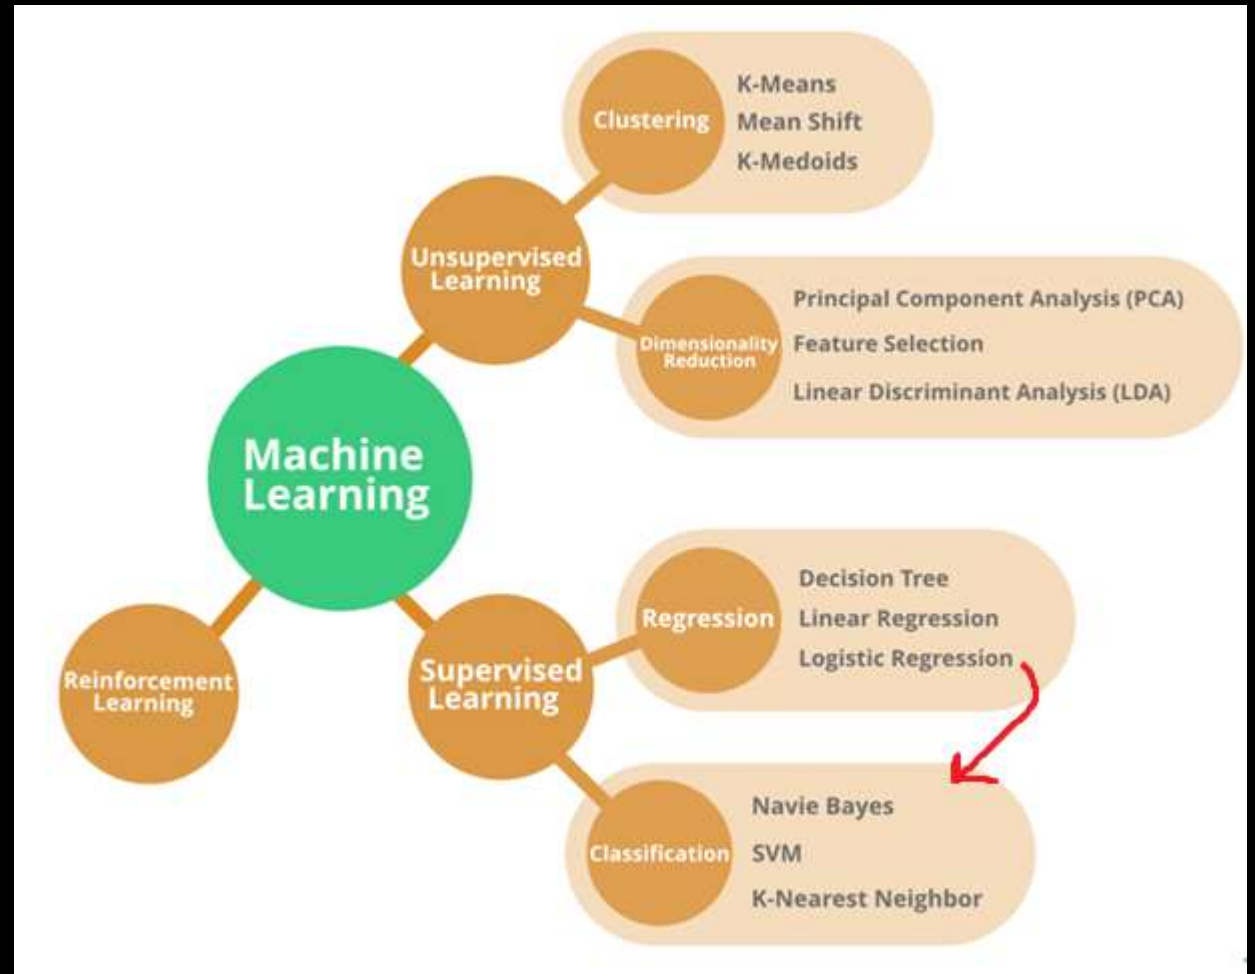 Clustering
K-Means
Mean Shift
K-Medoids
Unsupervised
Learning
Dimensionality
Reduction
Principal Component Analysis (PCA)
Feature Selection
Linear Discriminant Analysis (LDA)
Machine
Learning
Reinforcement
Learning
Supervised
Learning
Regression
Decision Tree
Linear Regression
Logistic Regression
Classification
Navie Bayes
SVM
K-Nearest Neighbor